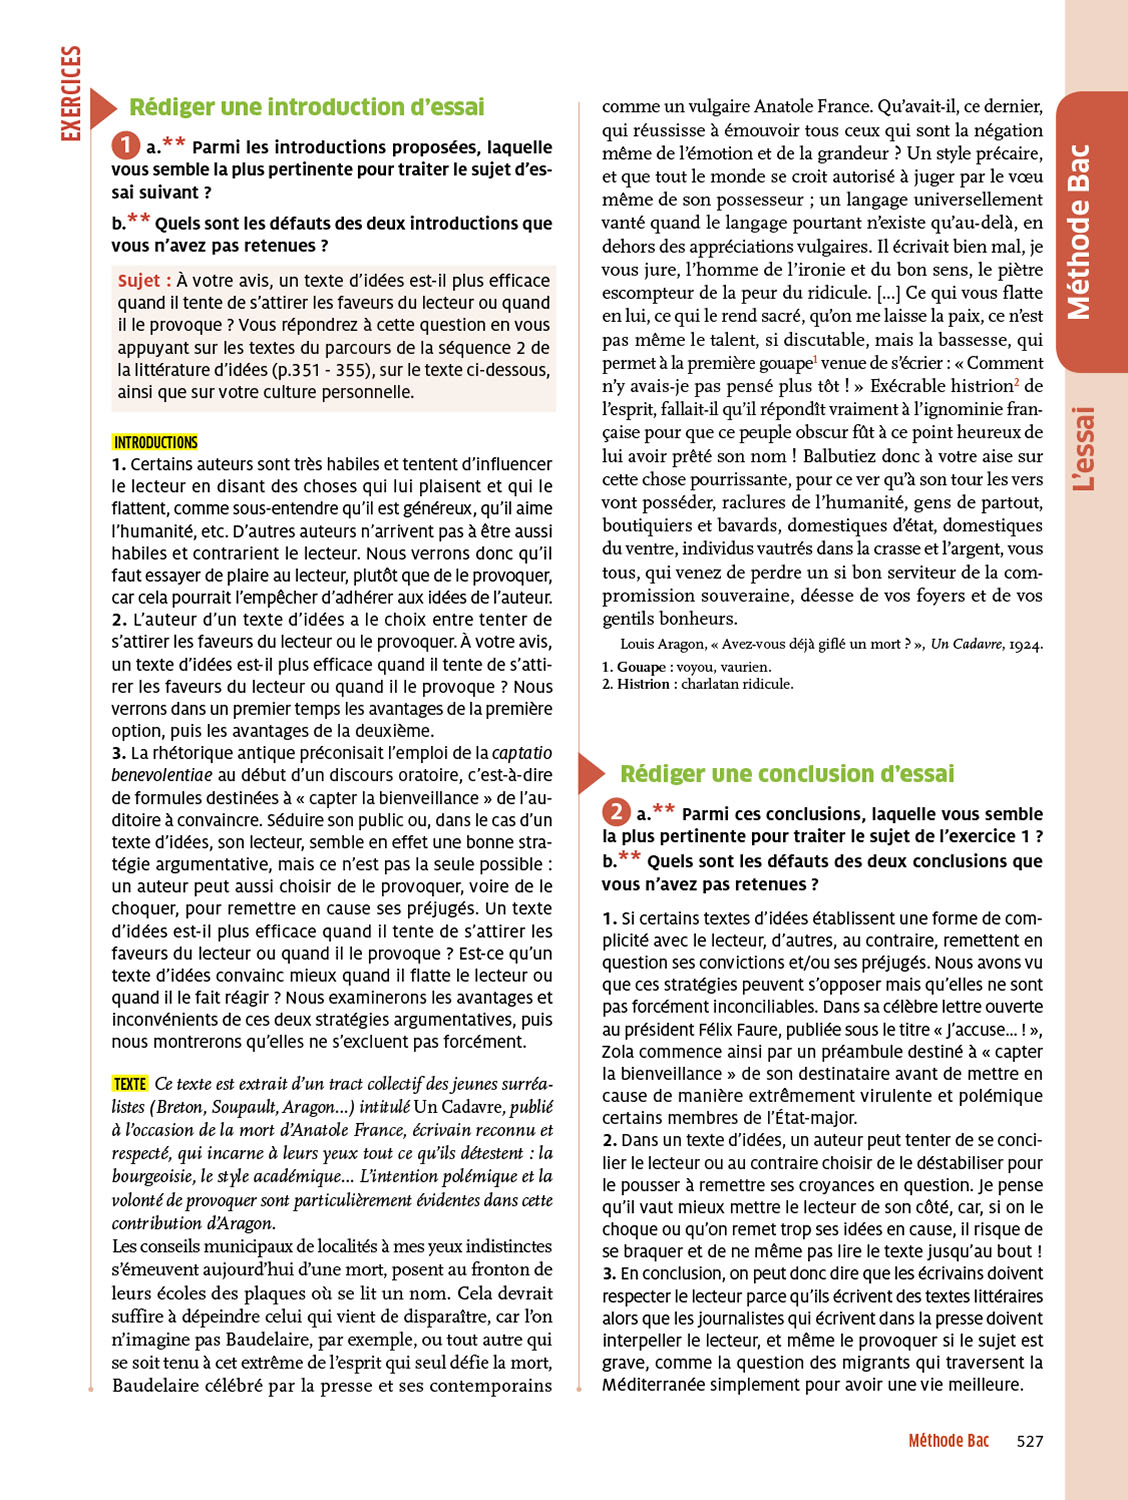 EXERCICES
Rédiger une introduction d'essai
1 a.** Parmi les introductions proposées, laquelle
vous semble la plus pertinente pour traiter le sujet d'es-
sai suivant ?
b.** Quels sont les défauts des deux introductions que
vous n'avez pas retenues ?
Sujet : À votre avis, un texte d'idées est-il plus efficace
quand il tente de s'attirer les faveurs du lecteur ou quand
il le provoque ? Vous répondrez à cette question en vous
appuyant sur les textes du parcours de la séquence 2 de
la littérature d'idées (p.351 - 355), sur le texte ci-dessous,
ainsi que sur votre culture personnelle.
INTRODUCTIONS
1. Certains auteurs sont très habiles et tentent d'influencer
le lecteur en disant des choses qui lui plaisent et qui le
flattent, comme sous-entendre qu'il est généreux, qu'il aime
l'humanité, etc. D'autres auteurs n'arrivent pas à être aussi
habiles et contrarient le lecteur. Nous verrons donc qu'il
faut essayer de plaire au lecteur, plutôt que de le provoquer,
car cela pourrait l'empêcher d'adhérer aux idées de l'auteur.
2. L'auteur d'un texte d'idées a le choix entre tenter de
s'attirer les faveurs du lecteur ou le provoquer. À votre avis,
un texte d'idées est-il plus efficace quand il tente de s'atti-
rer les faveurs du lecteur ou quand il le provoque ? Nous
verrons dans un premier temps les avantages de la première
option, puis les avantages de la deuxième.
3. La rhétorique antique préconisait l'emploi de la captatio
benevolentiae au début d'un discours oratoire, c'est-à-dire
de formules destinées à « capter la bienveillance » de l'au-
ditoire à convaincre. Séduire son public ou, dans le cas d'un
texte d'idées, son lecteur, semble en effet une bonne stra-
tégie argumentative, mais ce n'est pas la seule possible :
un auteur peut aussi choisir de le provoquer, voire de le
choquer, pour remettre en cause ses préjugés. Un texte
d'idées est-il plus efficace quand il tente de s'attirer les
faveurs du lecteur ou quand il le provoque ? Est-ce qu'un
texte d'idées convainc mieux quand il flatte le lecteur ou
quand il le fait réagir ? Nous examinerons les avantages et
inconvénients de ces deux stratégies argumentatives, puis
nous montrerons qu'elles ne s'excluent pas forcément.
TEXTE Ce texte est extrait d'un tract collectif des jeunes surréa-
listes (Breton, Soupault, Aragon...) intitulé Un Cadavre, publié
à l'occasion de la mort d'Anatole France, écrivain reconnu et
respecté, qui incarne à leurs yeux tout ce qu'ils détestent : la
bourgeoisie, le style académique... L'intention polémique et la
volonté de provoquer sont particulièrement évidentes dans cette
contribution d'Aragon.
Les conseils municipaux de localités à mes yeux indistinctes
s'émeuvent aujourd'hui d'une mort, posent au fronton de
leurs écoles des plaques où se lit un nom. Cela devrait
suffire à dépeindre celui qui vient de disparaître, car l'on
n'imagine pas Baudelaire, par exemple, ou tout autre qui
se soit tenu à cet extrême de l'esprit qui seul défie la mort,
Baudelaire célébré par la presse et ses contemporains
comme un vulgaire Anatole France. Qu'avait-il, ce dernier,
qui réussisse à émouvoir tous ceux qui sont la négation
même de l'émotion et de la grandeur ? Un style précaire,
et que tout le monde se croit autorisé à juger par le vœu
même de son possesseur ; un langage universellement
vanté quand le langage pourtant n'existe qu'au-delà, en
dehors des appréciations vulgaires. Il écrivait bien mal, je
vous jure, l'homme de l'ironie et du bon sens, le piètre
escompteur de la peur du ridicule. [...] Ce qui vous flatte
en lui, ce qui le rend sacré, qu'on me laisse la paix, ce n'est
pas même le talent, si discutable, mais la bassesse, qui
permet à la première gouape1 venue de s'écrier : « Comment
n'y avais-je pas pensé plus tôt ! » Exécrable histrion2 de
l'esprit, fallait-il qu'il répondît vraiment à l'ignominie fran-
çaise pour que ce peuple obscur fût à ce point heureux de
lui avoir prêté son nom ! Balbutiez donc à votre aise sur
cette chose pourrissante, pour ce ver qu'à son tour les vers
vont posséder, raclures de l'humanité, gens de partout,
boutiquiers et bavards, domestiques d'état, domestiques
du ventre, individus vautrés dans la crasse et l'argent, vous
tous, qui venez de perdre un si bon serviteur de la com-
promission souveraine, déesse de vos foyers et de vos
gentils bonheurs.
Louis Aragon, « Avez-vous déjà giflé un mort ? », Un Cadavre, 1924.
1. Gouape : voyou, vaurien.
2. Histrion : charlatan ridicule.
Rédiger une conclusion d'essai
2 a.** Parmi ces conclusions, laquelle vous semble
la plus pertinente pour traiter le sujet de l'exercice 1 ?
b.** Quels sont les défauts des deux conclusions que
vous n'avez pas retenues ?
1. Si certains textes d'idées établissent une forme de com-
plicité avec le lecteur, d'autres, au contraire, remettent en
question ses convictions et/ou ses préjugés. Nous avons vu
que ces stratégies peuvent s'opposer mais qu'elles ne sont
pas forcément inconciliables. Dans sa célèbre lettre ouverte
au président Félix Faure, publiée sous le titre « J'accuse... ! »,
Zola commence ainsi par un préambule destiné à « capter
la bienveillance » de son destinataire avant de mettre en
cause de manière extrêmement virulente et polémique
certains membres de l'État-major.
2. Dans un texte d'idées, un auteur peut tenter de se conci-
lier le lecteur ou au contraire choisir de le déstabiliser pour
le pousser à remettre ses croyances en question. Je pense
qu'il vaut mieux mettre le lecteur de son côté, car, si on le
choque ou qu'on remet trop ses idées en cause, il risque de
se braquer et de ne même pas lire le texte jusqu'au bout !
3. En conclusion, on peut donc dire que les écrivains doivent
respecter le lecteur parce qu'ils écrivent des textes littéraires
alors que les journalistes qui écrivent dans la presse doivent
interpeller le lecteur, et même le provoquer si le sujet est
grave, comme la question des migrants qui traversent la
Méditerranée simplement pour avoir une vie meilleure.
Méthode Bac
L'essai
Méthode Bac 527